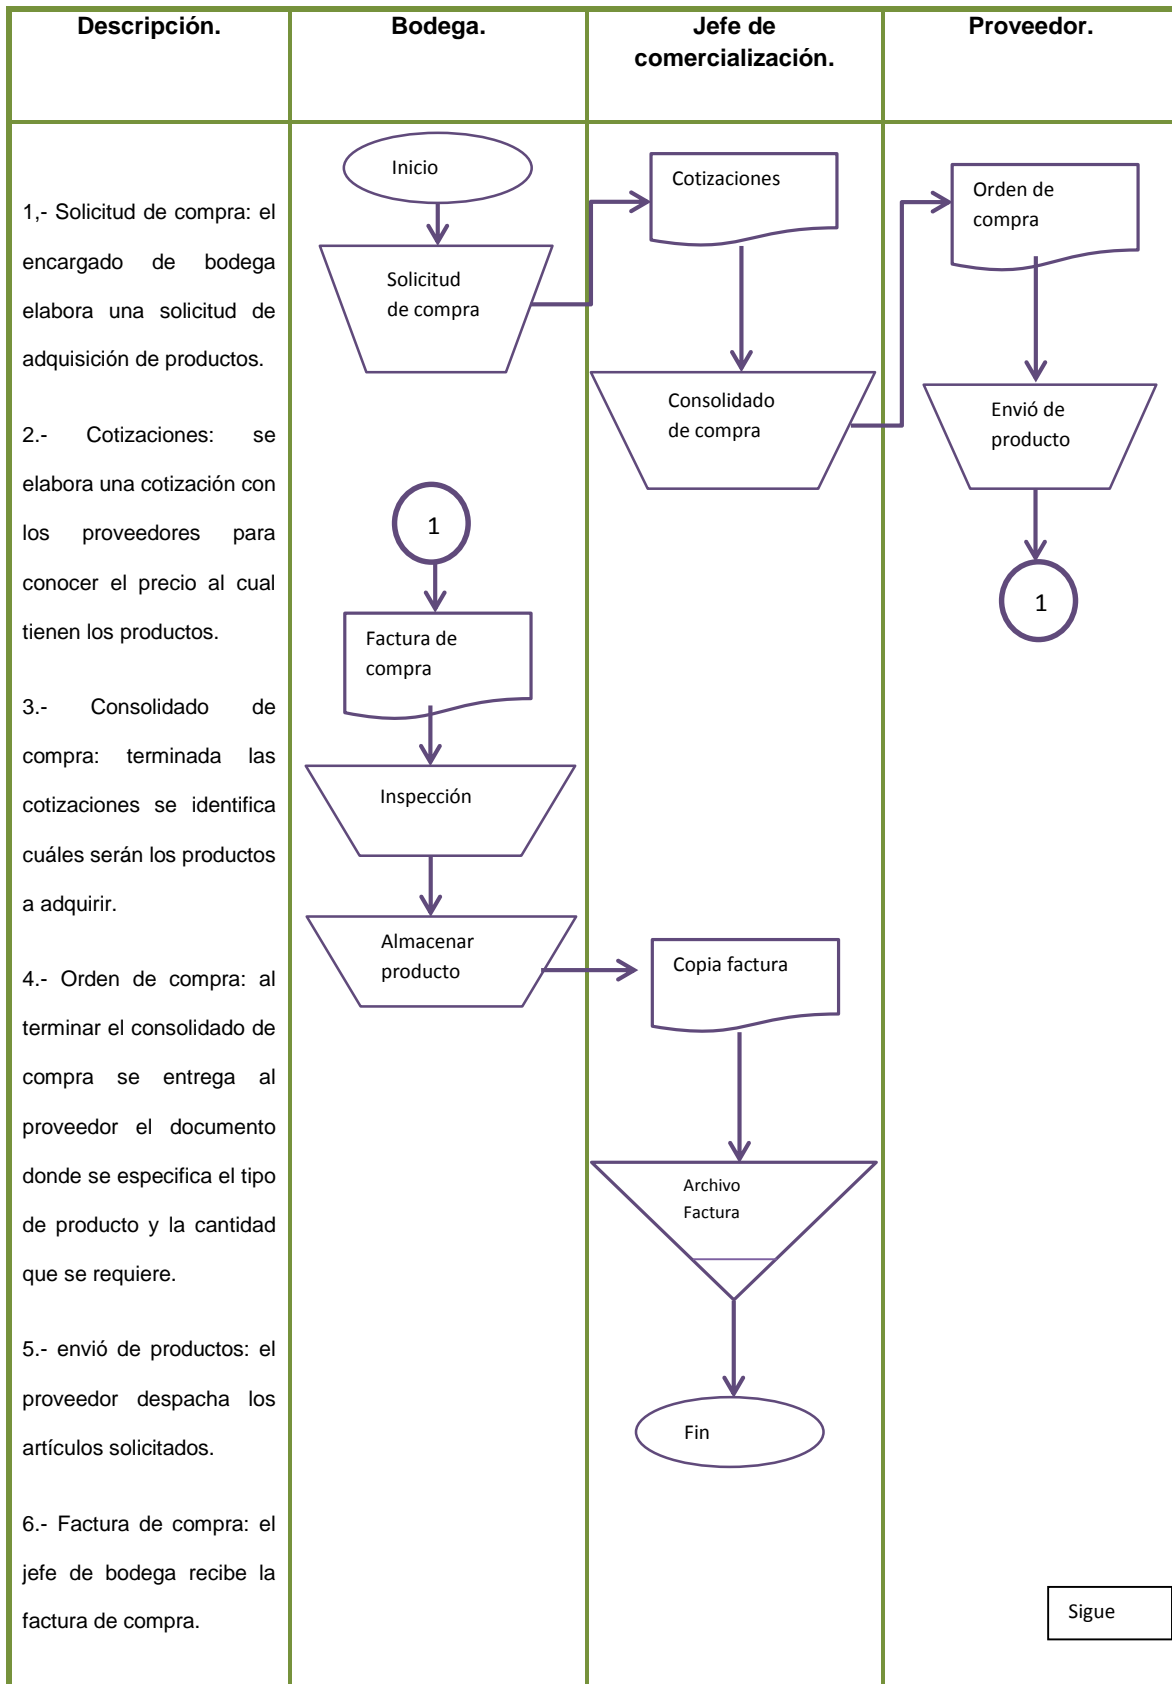 Descripción.
Bodega.
Jefe de
comercialización.
Proveedor.
1,- Solicitud de compra: el
encargado de bodega
elabora una solicitud de
adquisición de productos.
2.- Cotizaciones: se
elabora una cotización con
los proveedores para
conocer el precio al cual
tienen los productos.
3.- Consolidado de
compra: terminada las
cotizaciones se identifica
cuáles serán los productos
a adquirir.
4.- Orden de compra: al
terminar el consolidado de
compra se entrega al
proveedor el documento
donde se especifica el tipo
de producto y la cantidad
que se requiere.
5.- envió de productos: el
proveedor despacha los
artículos solicitados.
6.- Factura de compra: el
jefe de bodega recibe la
factura de compra.
Inicio
Solicitud
de compra
1
Factura de
compra
Inspección
Almacenar
producto
Cotizaciones
Consolidado
de compra
Copia factura
Archivo
Factura
Fin
Orden de
compra
Envió de
producto
1
Sigue